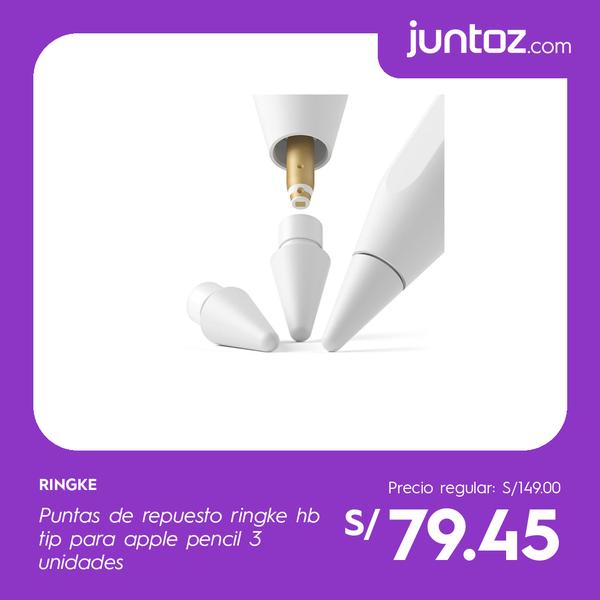 juntoz.com
RINGKE
Puntas de repuesto ringke hb
tip para apple pencil 3
unidades
Precio regular: S/149.00
S/79.45